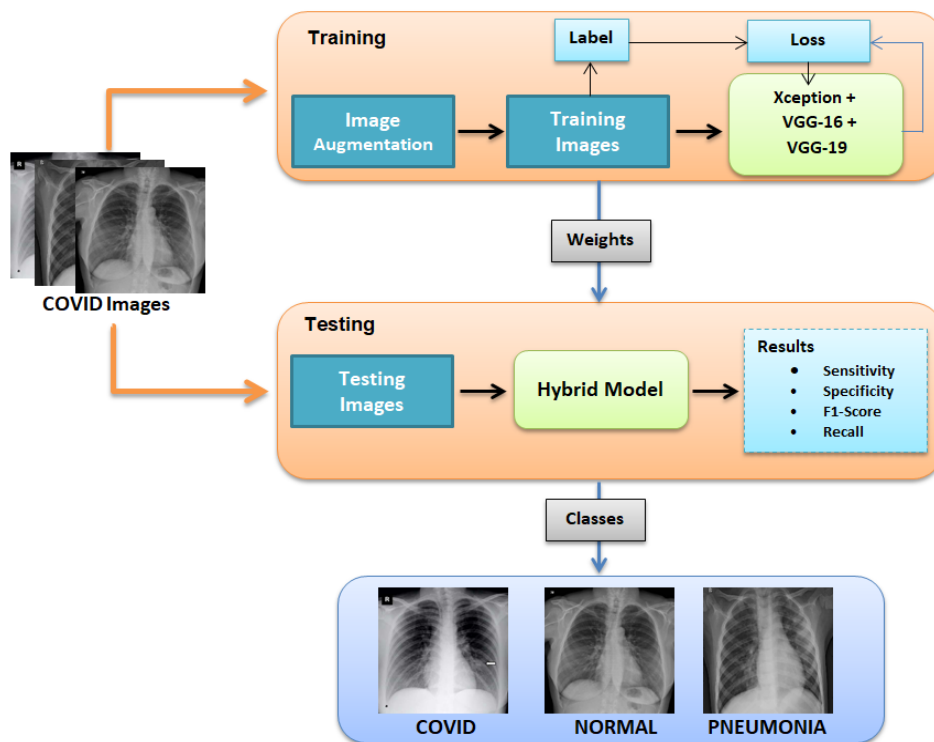 Training
Label
Loss
Image
Augmentation
Training
Images
Xception +
VGG-16 +
VGG-19
R
COVID Images
Weights
Testing
Testing
Images
Hybrid Model
Results
• Sensitivity
• Specificity
• F1-Score
• Recall
Classes
R
COVID
NORMAL
PNEUMONIA